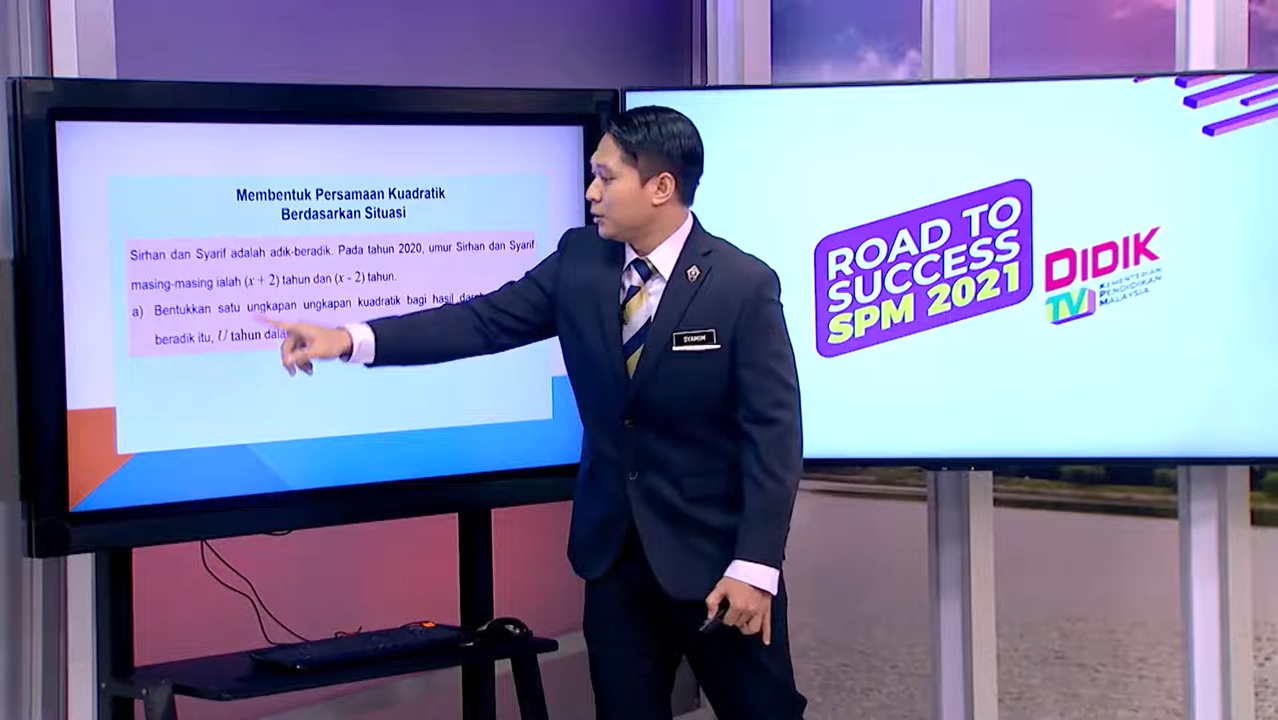 Membentuk Persamaan Kuadratik
Berdasarkan Situasi
Sirhan dan Syarif adalah adik-beradik. Pada tahun 2020, umur Sirhan dan Syarif
masing-masing ialah (x + 2) tahun dan (x - 2) tahun.
a) Bentukkan satu ungkapan ungkapan kuadratik bagi hasil
beradik itu, U tahun
ROAD TO
SUCCESS
SPM 2021
DIDIK
TV
KEMENTERIAN
PENDIDIKAN
MALAYSIA
SYAMIM